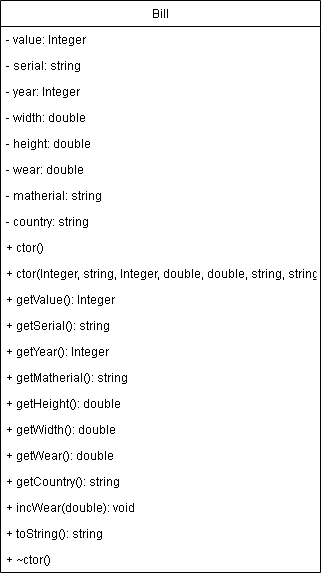 Bill
- value: Integer
- serial: string
- year: Integer
- width: double
- height: double
- wear: double
- matherial: string
- country: string
+ ctor()
+ ctor(Integer, string, Integer, double, double, string, string
+ getValue(): Integer
+ getSerial(): string
+ getYear(): Integer
+ getMatherial(): string
+ getHeight(): double
+ getWidth(): double
+ getWear(): double
+ getCountry(): string
+ incWear(double): void
+ toString(): string
+ ~ctor()